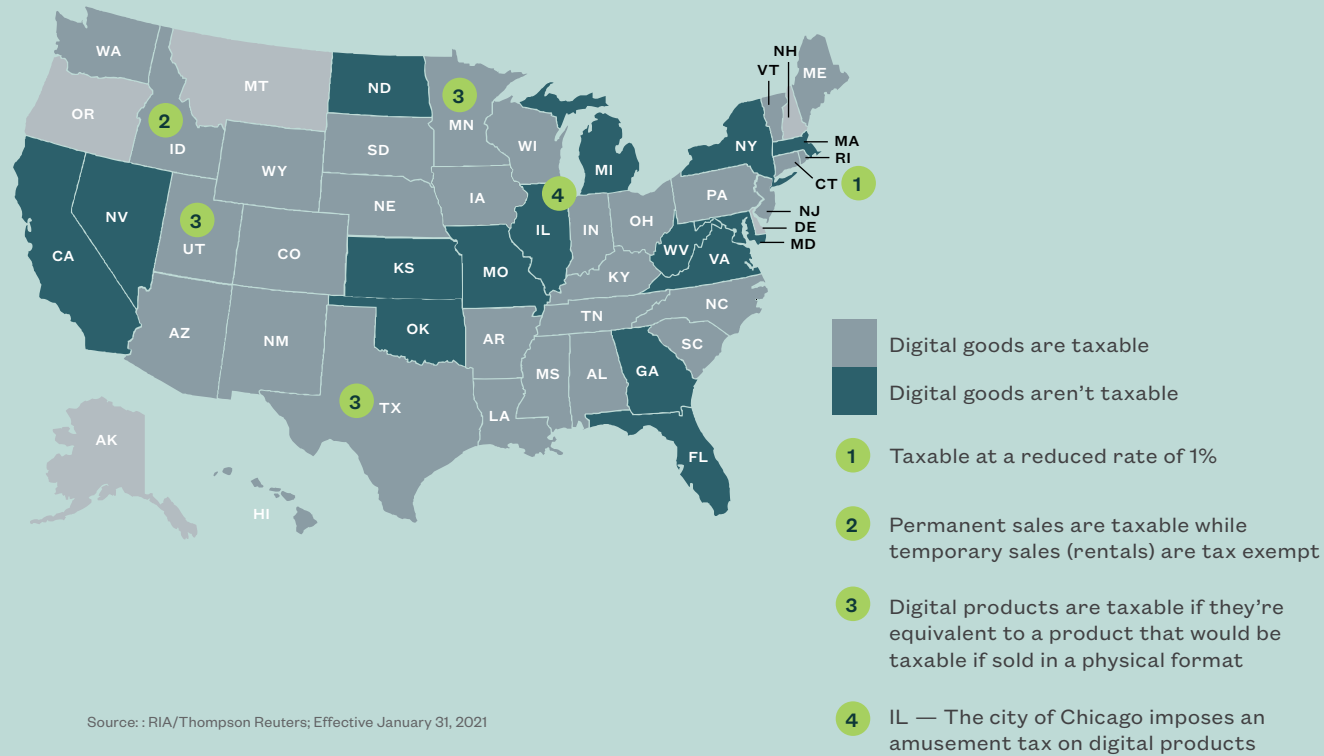 WA
MT
ND
3
MN
NH
VT
ME
OR
2
ID
SD
WI
NY
MA
RI
WY
MI
CT 1
IA
4
PA
NE
3
UT
NV
CO
IL
IN
OH
NJ
DE
MD
CA
KS
MO
WV
VA
KY
NC
AZ
NM
OK
AR
TN
SC
MS
AL
GA
3
TX
LA
FL
AK
HI
Digital goods are taxable
Digital goods aren’t taxable
1 Taxable at a reduced rate of 1%
2 Permanent sales are taxable while
temporary sales (rentals) are tax exempt
3 Digital products are taxable if they’re
equivalent to a product that would be
taxable if sold in a physical format
4 IL — The city of Chicago imposes an
amusement tax on digital products
Source: : RIA/Thompson Reuters; Effective January 31, 2021